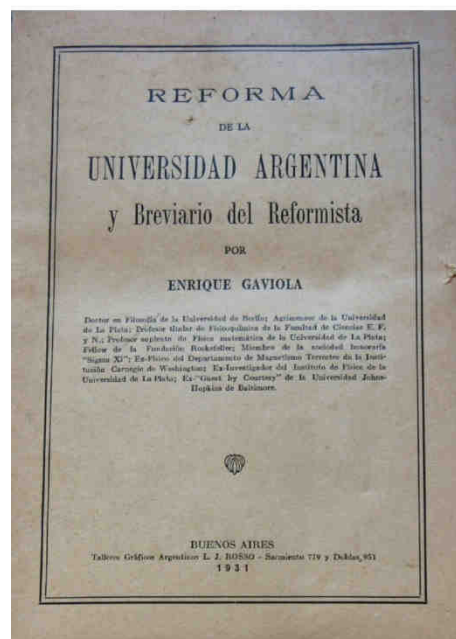 REFORMA
DE LA
UNIVERSIDAD ARGENTINA
y Breviario del Reformista
POR
ENRIQUE GAVIOLA
Doctor en Filosofía de la Universidad de Berlín; Agrimensor de la Universidad
de La Plata; Profesor titular de Fisicoquímica de la Facultad de Ciencias E. F.
y N.; Profesor suplente de Física matemática de la Universidad de La Plata;
Fellow de la Fundación Rockefeller; Miembro de la sociedad honoraria
"Sigma XI"; Ex-Físico del Departamento de Magnetismo Terrestre de la Insti-
tución Carnegie de Washington; Ex-Investigador del Instituto de Física de la
Universidad de La Plata; Ex-"Guest by Courtesy" de la Universidad Johns-
Hopkins de Baltimore.
BUENOS AIRES
Talleres Gráficos Argentinos L. J. ROSSO - Sarmiento 779 y Doblas, 951
1931